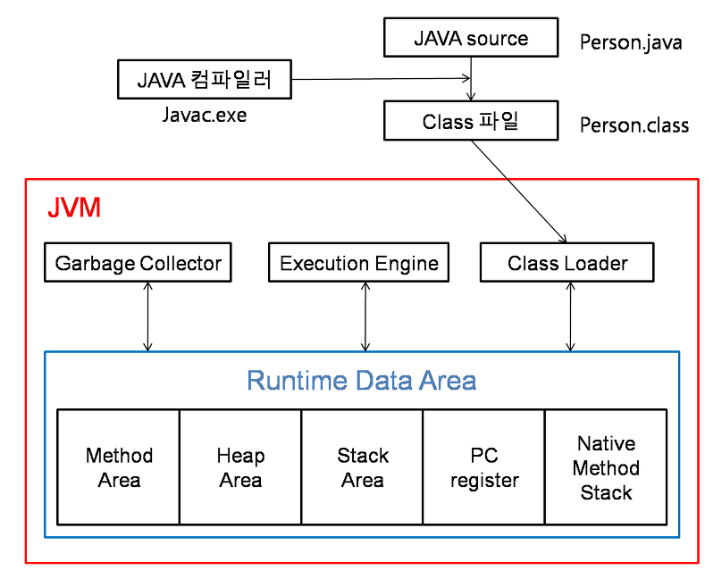 JAVA source
Person.java
JAVA 컴파일러
Javac.exe
Class 파일
Person.class
JVM
Garbage Collector
Execution Engine
Class Loader
Runtime Data Area
Method
Area
Heap
Area
Stack
Area
PC
register
Native
Method
Stack